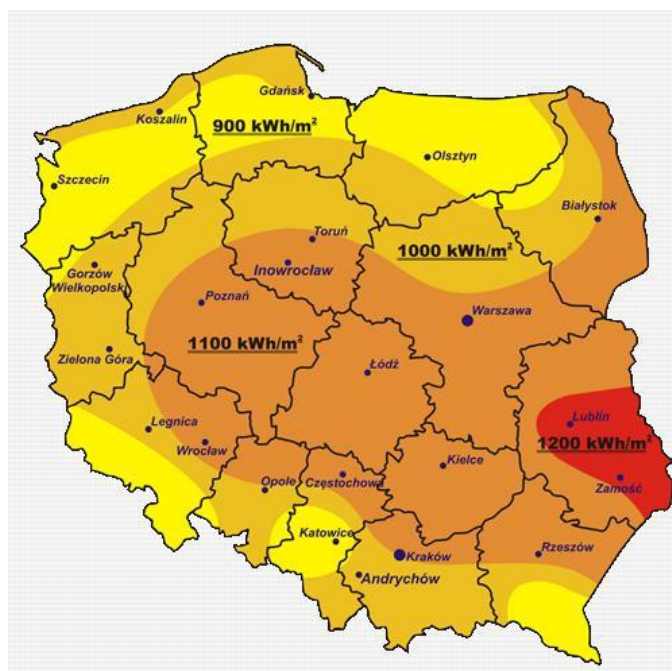 Gdańsk
Koszalin
900 kWh/m²
Olsztyn
Szczecin
Białystok
Toruń
1000 kWh/m²
Gorzów
Wielkopolski
Inowrocław
Poznań
Warszawa
1100 kWh/m²
Zielona Góra
Łódź
Legnica
Lublin
Wrocław
1200 kWh/m²
Kielce
Opole
Częstochowa
Zamość
Katowice
Kraków
Rzeszów
Andrychów